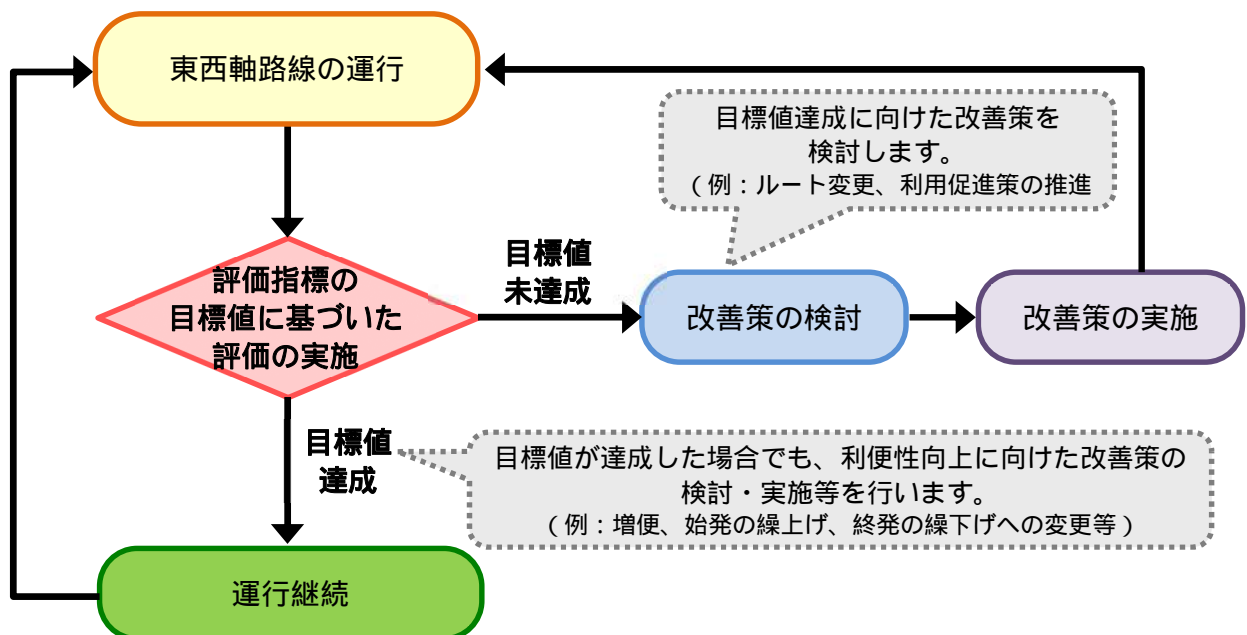 東西軸路線の運行
目標値達成に向けた改善策を
検討します。
（例：ルート変更、利用促進策の推進
評価指標の
目標値に基づいた
評価の実施
目標値
未達成
改善策の検討
改善策の実施
目標値
達成
目標値が達成した場合でも、利便性向上に向けた改善策の
検討・実施等を行います。
（例：増便、始発の繰上げ、終発の繰下げへの変更等）
運行継続